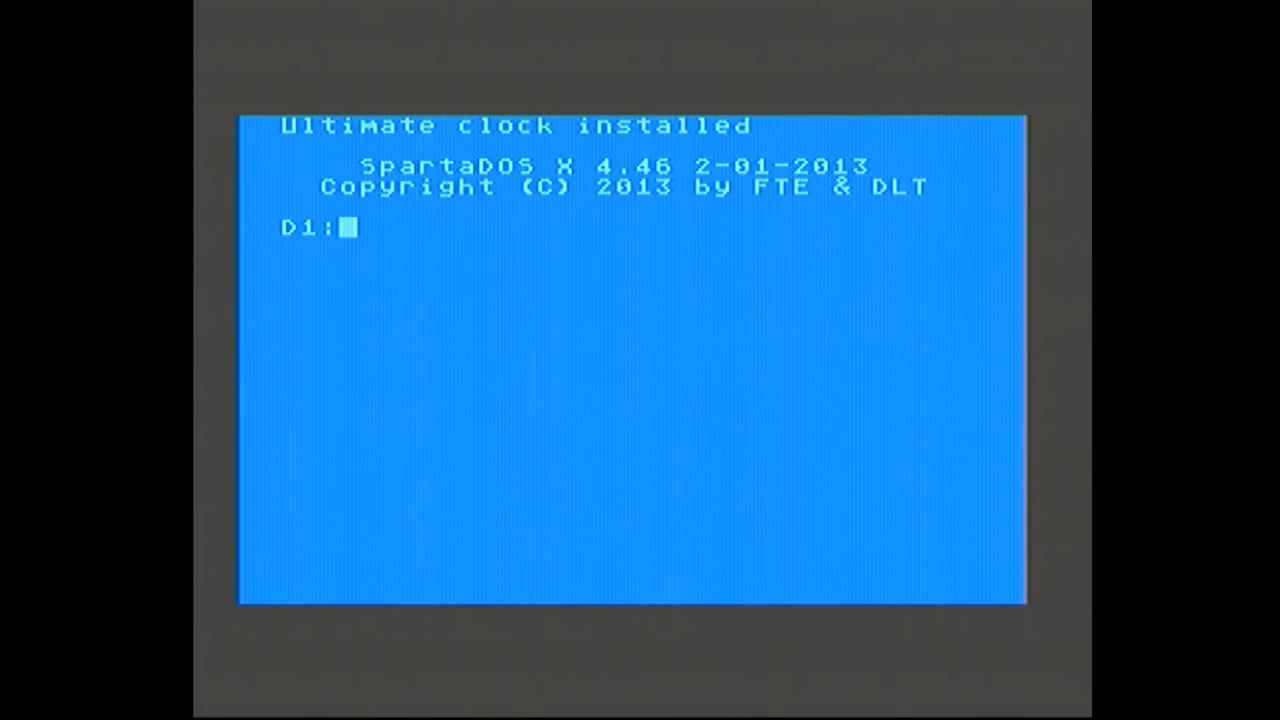 Ultimate clock installed
SpartaDOS X 4.46 2-01-2013
Copyright (C) 2013 by FTE & DLT
D1: